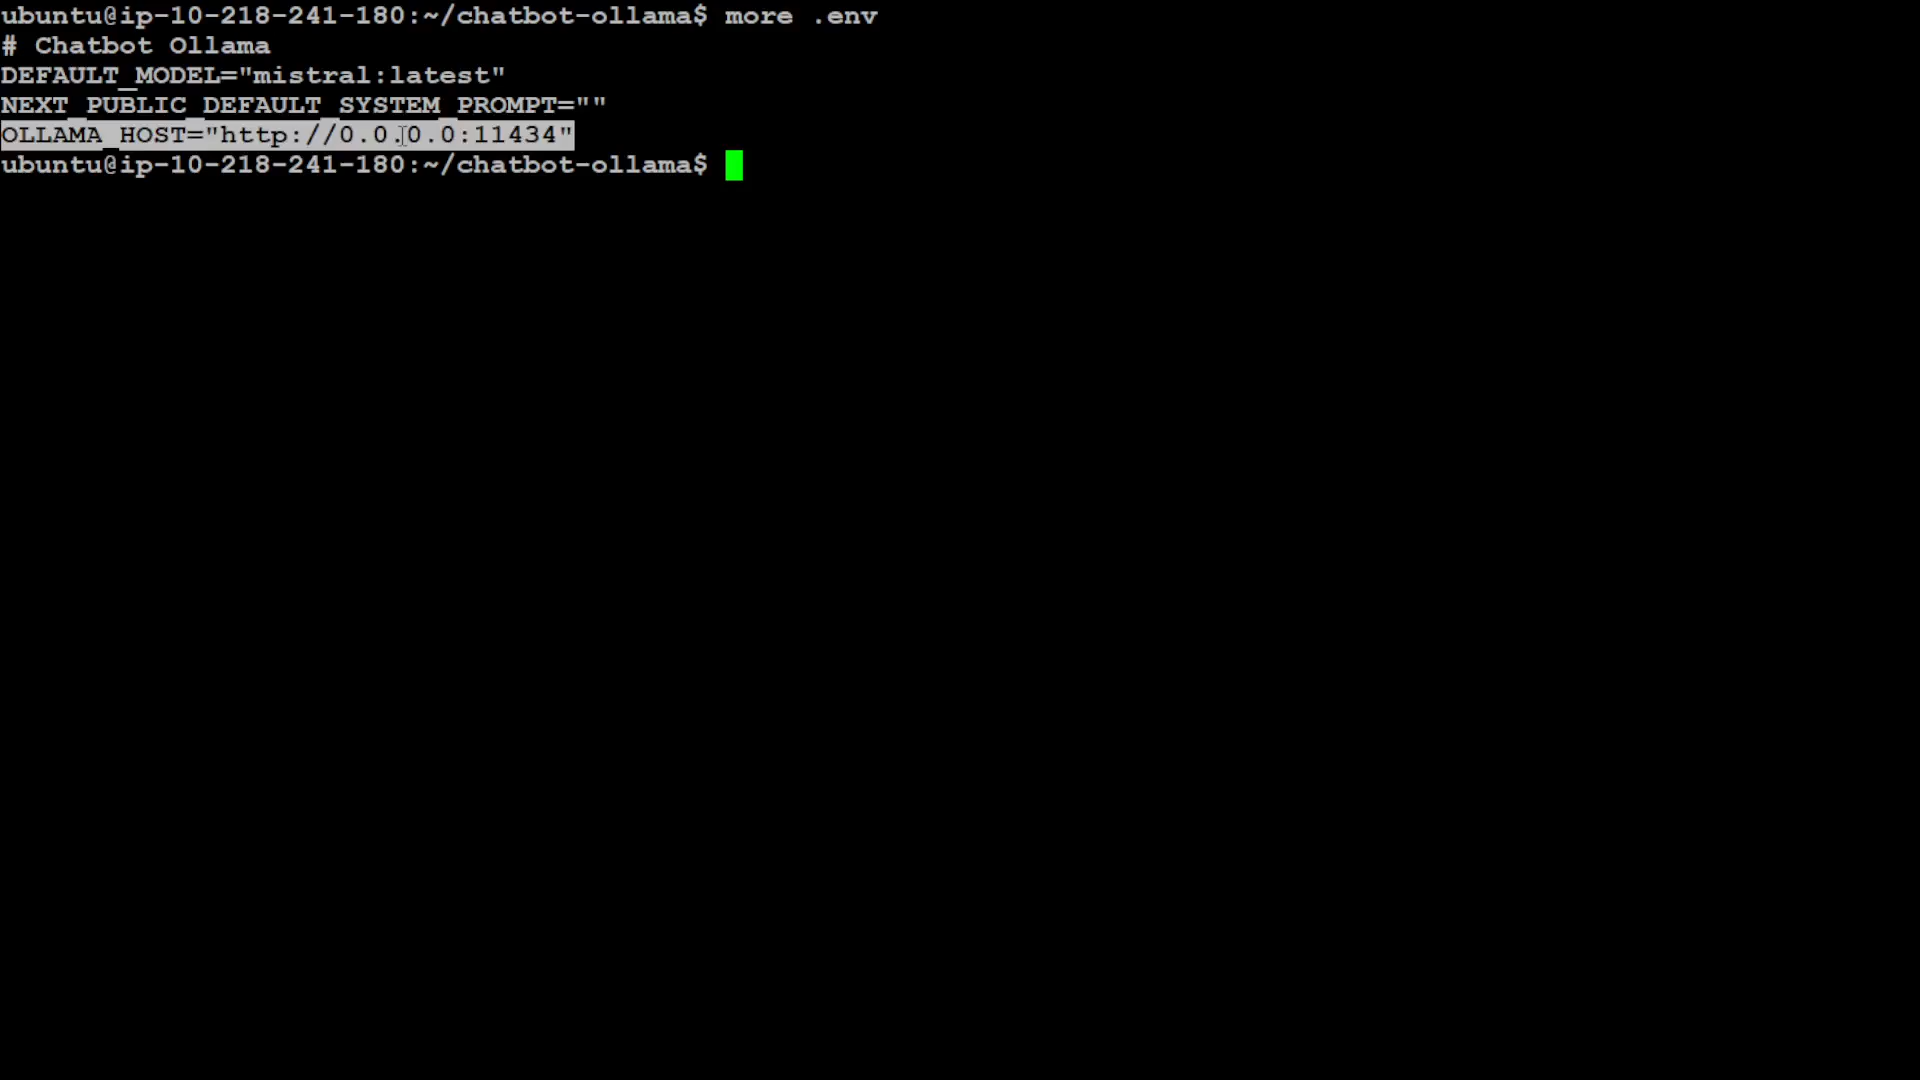 ubuntu@ip-10-218-241-180:~/chatbot-ollama$ more .env
# Chatbot Ollama
DEFAULT_MODEL="mistral:latest"
NEXT_PUBLIC_DEFAULT_SYSTEM_PROMPT=""
OLLAMA_HOST="http://0.0.0.0:11434"
ubuntu@ip-10-218-241-180:~/chatbot-ollama$